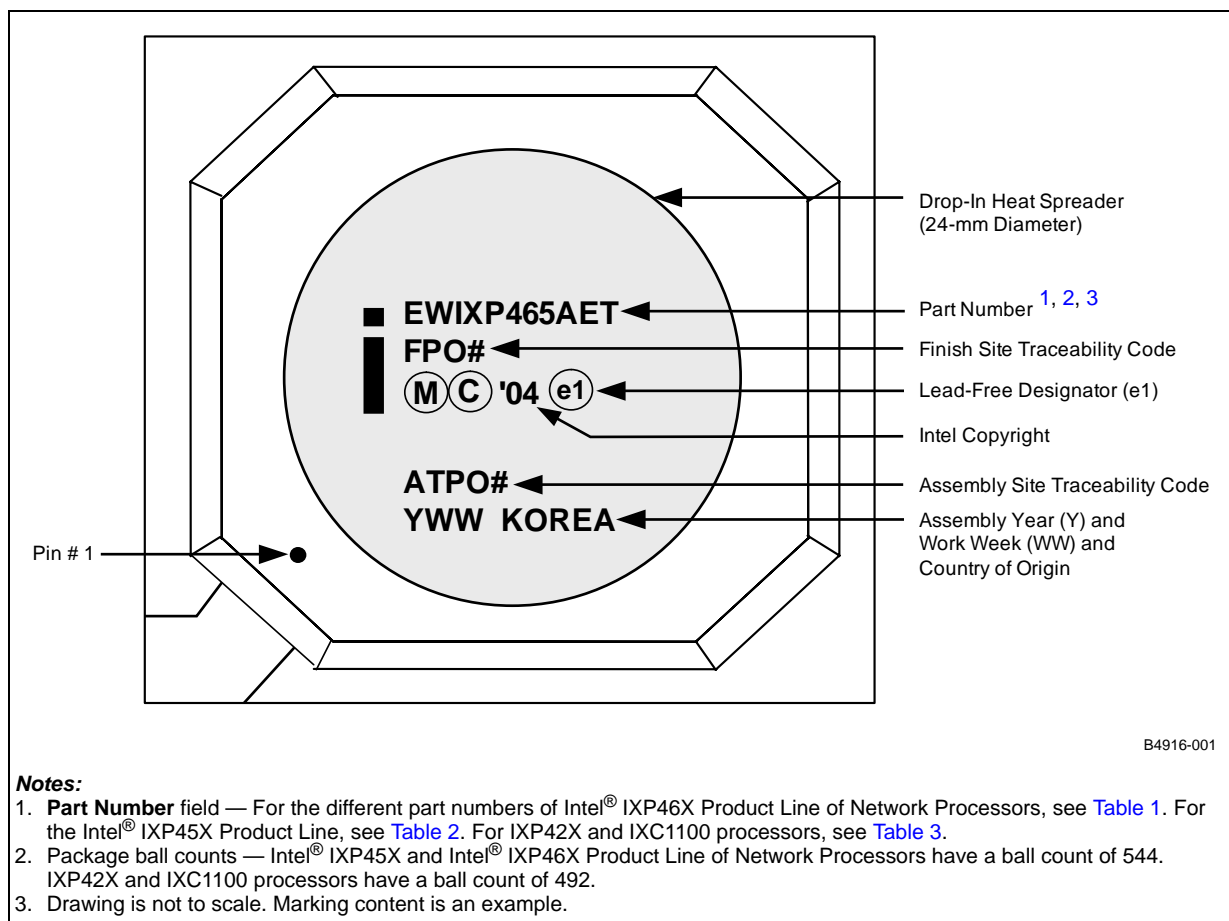 Drop-In Heat Spreader
(24-mm Diameter)
EWIXP465AET
Part Number 1, 2, 3
FPO#
Finish Site Traceability Code
M C '04 e1
Lead-Free Designator (e1)
Intel Copyright
ATPO#
Assembly Site Traceability Code
YWW KOREA
Assembly Year (Y) and
Work Week (WW) and
Country of Origin
Pin # 1
B4916-001
Notes:
1. Part Number field — For the different part numbers of Intel® IXP46X Product Line of Network Processors, see Table 1. For
the Intel® IXP45X Product Line, see Table 2. For IXP42X and IXC1100 processors, see Table 3.
2. Package ball counts — Intel® IXP45X and Intel® IXP46X Product Line of Network Processors have a ball count of 544.
IXP42X and IXC1100 processors have a ball count of 492.
3. Drawing is not to scale. Marking content is an example.